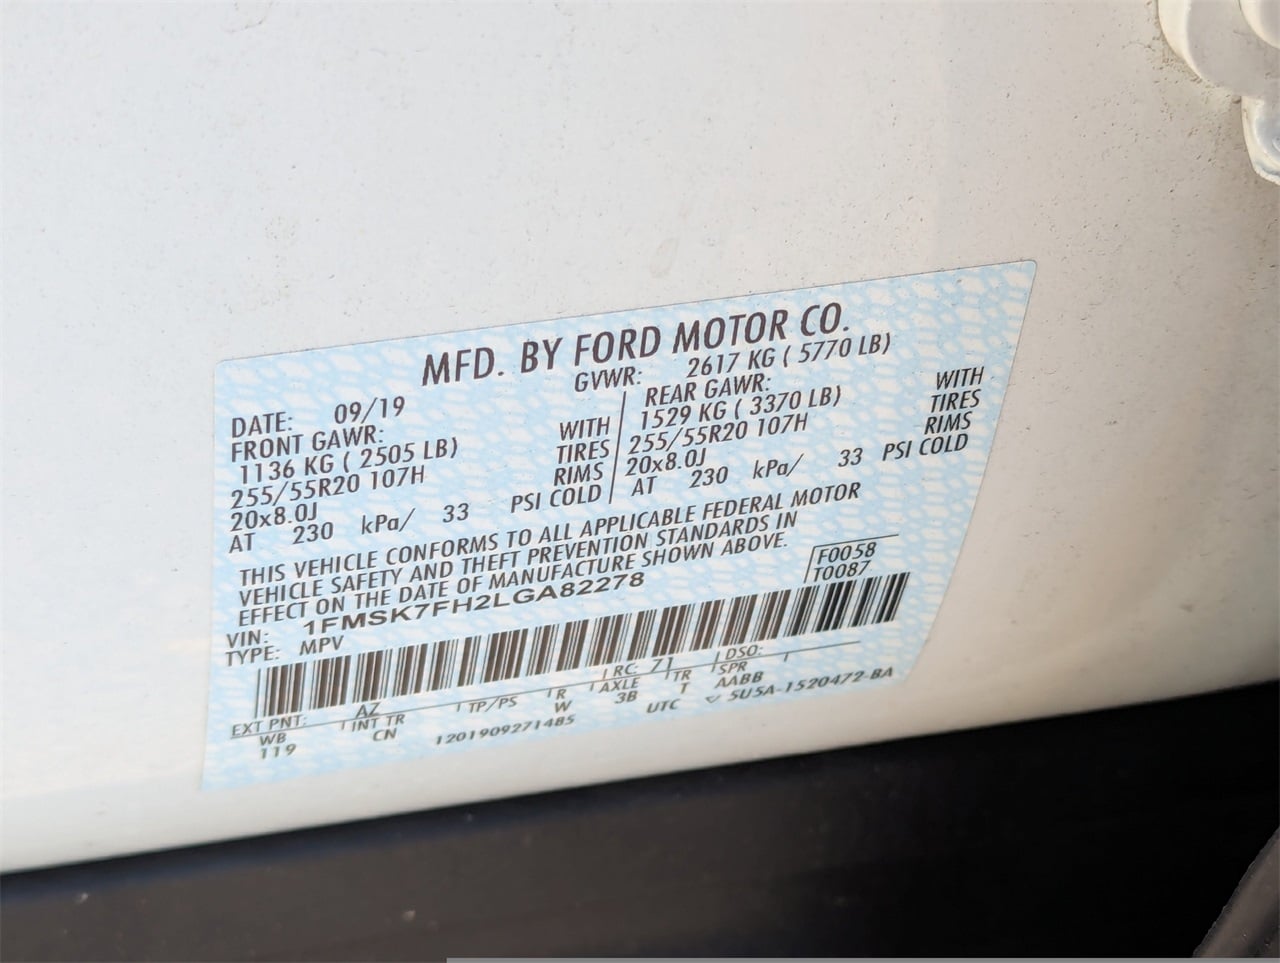 MFD. BY FORD MOTOR CO.
DATE: 09/19 GVWR: 2617 KG ( 5770 LB)
FRONT GAWR: REAR GAWR:
1136 KG ( 2505 LB) WITH 1529 KG ( 3370 LB) WITH
255/55R20 107H TIRES 255/55R20 107H TIRES
20x8.0J RIMS 20x8.0J RIMS
AT 230 kPa/ 33 PSI COLD AT 230 kPa/ 33 PSI COLD
THIS VEHICLE CONFORMS TO ALL APPLICABLE FEDERAL MOTOR
VEHICLE SAFETY AND THEFT PREVENTION STANDARDS IN
EFFECT ON THE DATE OF MANUFACTURE SHOWN ABOVE.
VIN: 1FMSK7FH2LGA82278 F0058
TYPE: MPV T0087
EXT PNT: AZ RC: 71 DSO:
WB INT TR TP/PS R AXLE TR SPR
119 CN W 3B T AABB
1201909271485 UTC 5U5A-1520472-BA